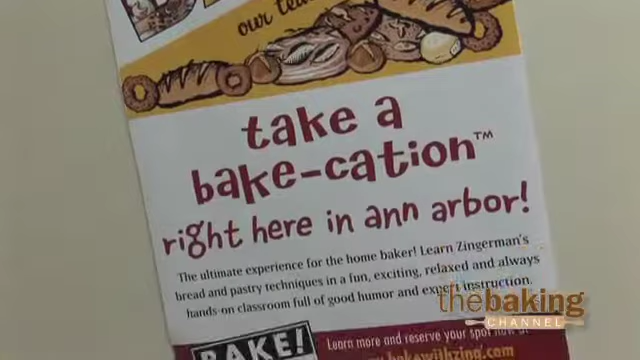 take a
bake-cation™
right here in ann arbor!
The ultimate experience for the home baker! Learn Zingerman's
bread and pastry techniques in a fun, exciting, relaxed and always
hands-on classroom full of good humor and expert instruction.
BAKE!
Learn more and reserve your spot now at
thebaking
CHANNEL